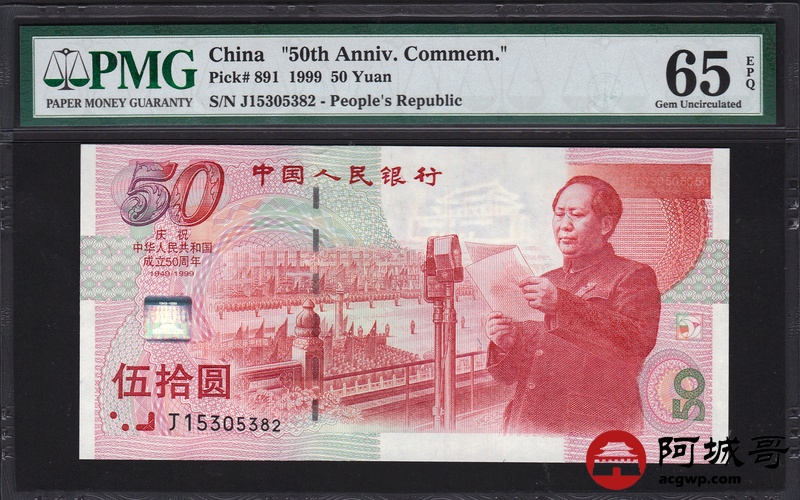 PMG
PAPER MONEY GUARANTY
China "50th Anniv. Commem."
Pick# 891 1999 50 Yuan
S/N J15305382 - People's Republic
65
EPQ
Gem Uncirculated
50
中国人民银行
庆祝
中华人民共和国
成立50周年
1949-1999
伍拾圆
J15305382
50
阿城哥
acgwp.com